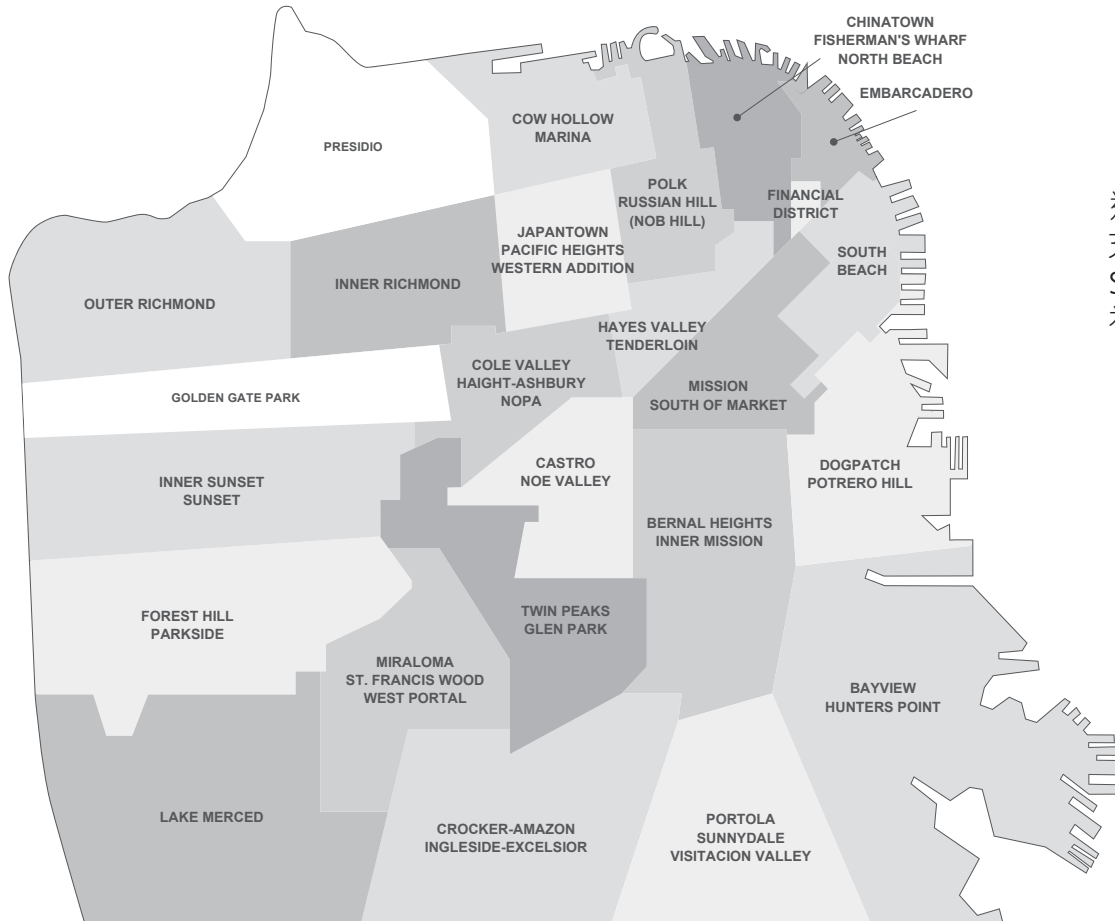 CHINATOWN
FISHERMAN'S WHARF
NORTH BEACH
EMBARCADERO
COW HOLLOW
MARINA
PRESIDIO
POLK
RUSSIAN HILL
(NOB HILL)
FINANCIAL
DISTRICT
JAPANTOWN
PACIFIC HEIGHTS
WESTERN ADDITION
SOUTH
BEACH
INNER RICHMOND
OUTER RICHMOND
HAYES VALLEY
TENDERLOIN
COLE VALLEY
HAIGHT-ASHBURY
NOPA
MISSION
SOUTH OF MARKET
GOLDEN GATE PARK
CASTRO
NOE VALLEY
DOGPATCH
POTRERO HILL
INNER SUNSET
SUNSET
BERNAL HEIGHTS
INNER MISSION
TWIN PEAKS
GLEN PARK
FOREST HILL
PARKSIDE
MIRALOMA
ST. FRANCIS WOOD
WEST PORTAL
BAYVIEW
HUNTERS POINT
LAKE MERCED
CROCKER-AMAZON
INGLESIDE-EXCELSIOR
PORTOLA
SUNNYDALE
VISITACION VALLEY